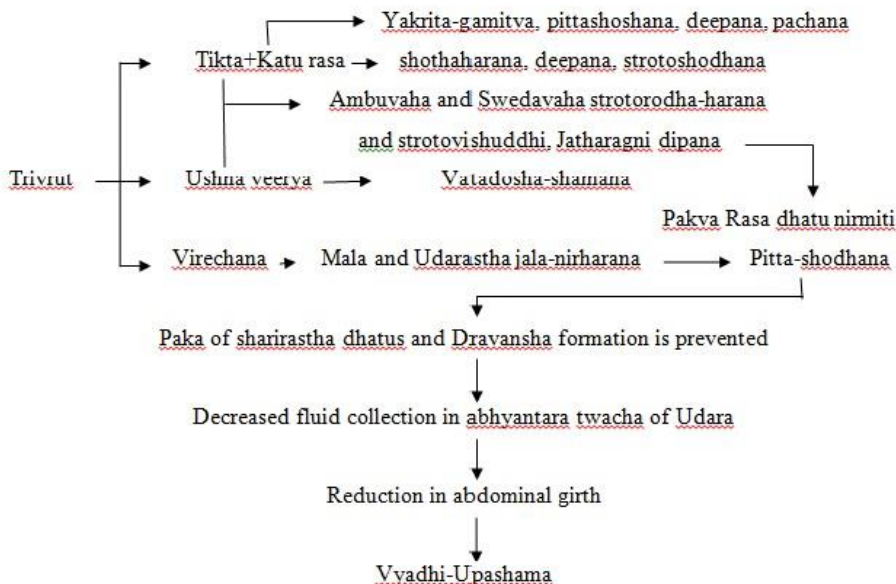 Yakrita-gamitva, pittashoshana, deepana, pachana
Tikta+Katu rasa shothaharana, deepana, strotoshodhana
Ambuvaha and Swedavaha strotorodha-harana
and strotovishuddhi, Jatharagni dipana
Trivrut Ushna veerya Vatadosha-shamana
Pakva Rasa dhatu nirmiti
Virechana Mala and Udarastha jala-nirharana Pitta-shodhana
Paka of sharirastha dhatus and Dravansha formation is prevented
Decreased fluid collection in abhyantara twacha of Udara
Reduction in abdominal girth
Vyadhi-Upashama